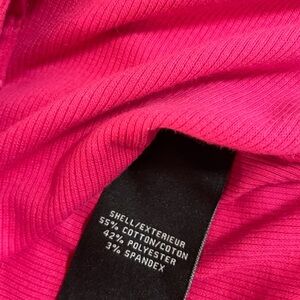 SHELL/EXTERIEUR
55% COTTON/COTON
42% POLYESTER
3% SPANDEX